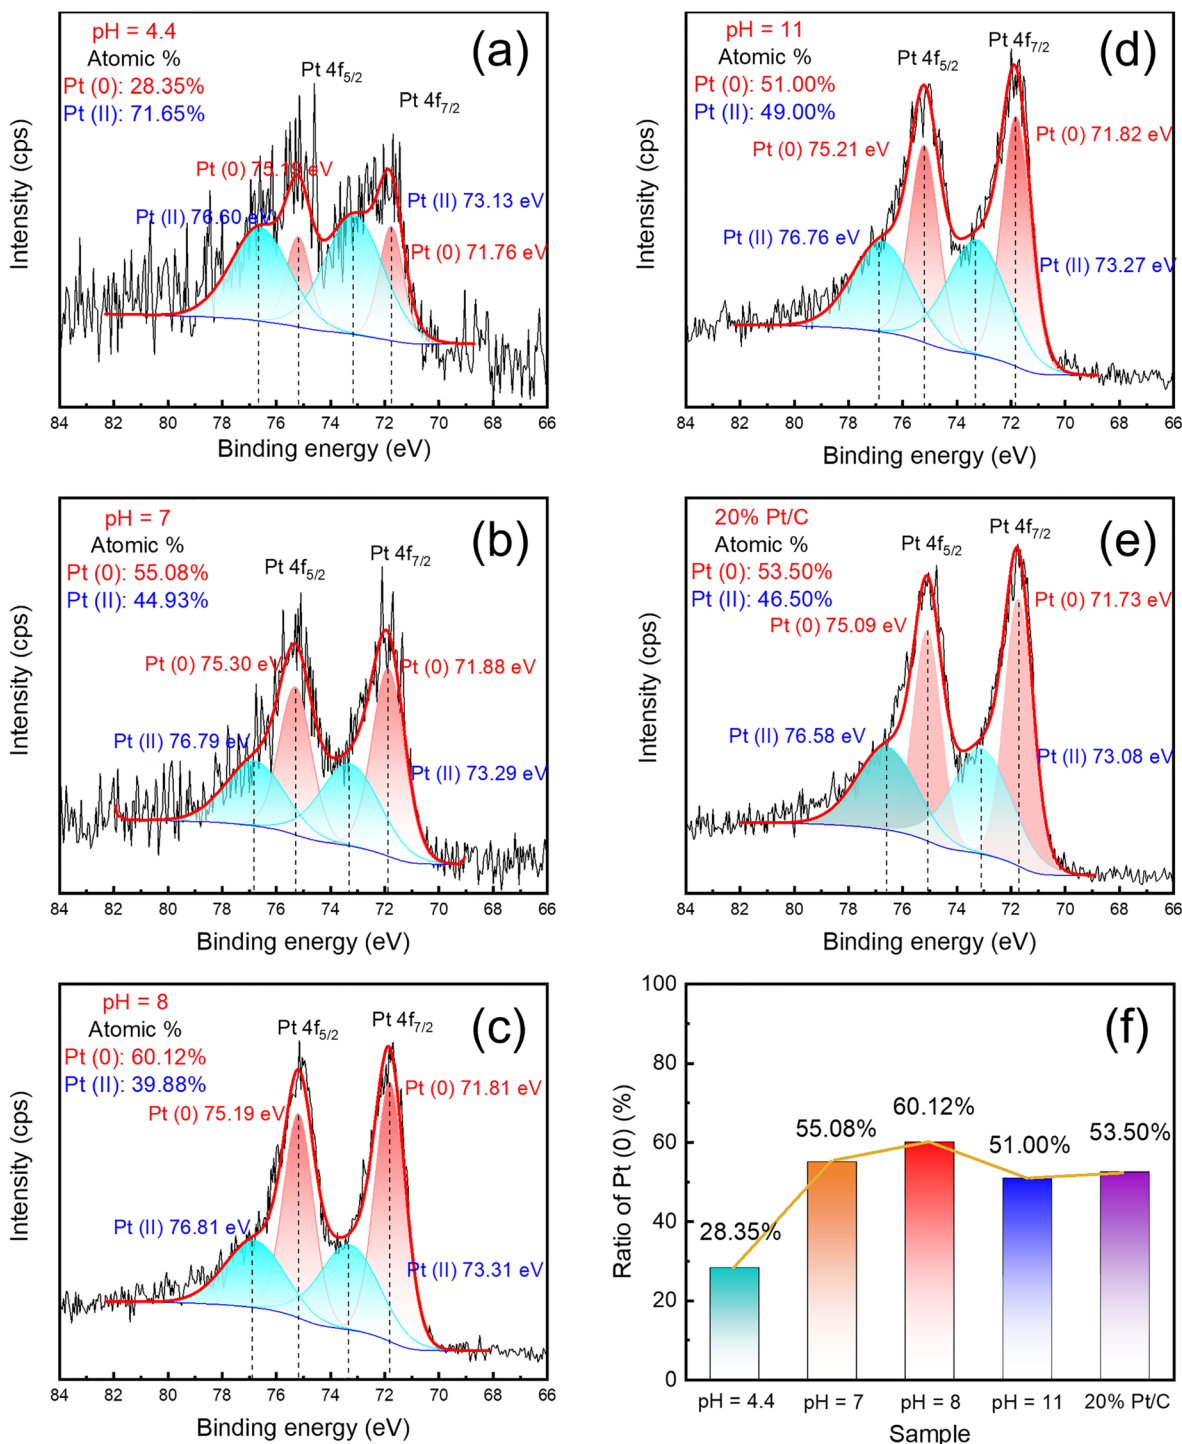 pH = 4.4
Atomic %
Pt (0): 28.35%
Pt (II): 71.65%
(a)
Pt 4f5/2
Pt 4f7/2
Pt (0) 75.19 eV
Pt (II) 76.60 eV
Pt (II) 73.13 eV
Pt (0) 71.76 eV
Intensity (cps)
84 82 80 78 76 74 72 70 68 66
Binding energy (eV)
pH = 11
Atomic %
Pt (0): 51.00%
Pt (II): 49.00%
(d)
Pt 4f5/2
Pt 4f7/2
Pt (0) 75.21 eV
Pt (0) 71.82 eV
Pt (II) 76.76 eV
Pt (II) 73.27 eV
Intensity (cps)
84 82 80 78 76 74 72 70 68 66
Binding energy (eV)
pH = 7
Atomic %
Pt (0): 55.08%
Pt (II): 44.93%
(b)
Pt 4f5/2
Pt 4f7/2
Pt (0) 75.30 eV
Pt (0) 71.88 eV
Pt (II) 76.79 eV
Pt (II) 73.29 eV
Intensity (cps)
84 82 80 78 76 74 72 70 68 66
Binding energy (eV)
20% Pt/C
Atomic %
Pt (0): 53.50%
Pt (II): 46.50%
(e)
Pt 4f5/2
Pt 4f7/2
Pt (0) 75.09 eV
Pt (0) 71.73 eV
Pt (II) 76.58 eV
Pt (II) 73.08 eV
Intensity (cps)
84 82 80 78 76 74 72 70 68 66
Binding energy (eV)
pH = 8
Atomic %
Pt (0): 60.12%
Pt (II): 39.88%
(c)
Pt 4f5/2
Pt 4f7/2
Pt (0) 75.19 eV
Pt (0) 71.81 eV
Pt (II) 76.81 eV
Pt (II) 73.31 eV
Intensity (cps)
84 82 80 78 76 74 72 70 68 66
Binding energy (eV)
(f)
100
80
60
40
20
0
Ratio of Pt (0) (%)
28.35%
55.08%
60.12%
51.00%
53.50%
pH = 4.4 pH = 7 pH = 8 pH = 11 20% Pt/C
Sample